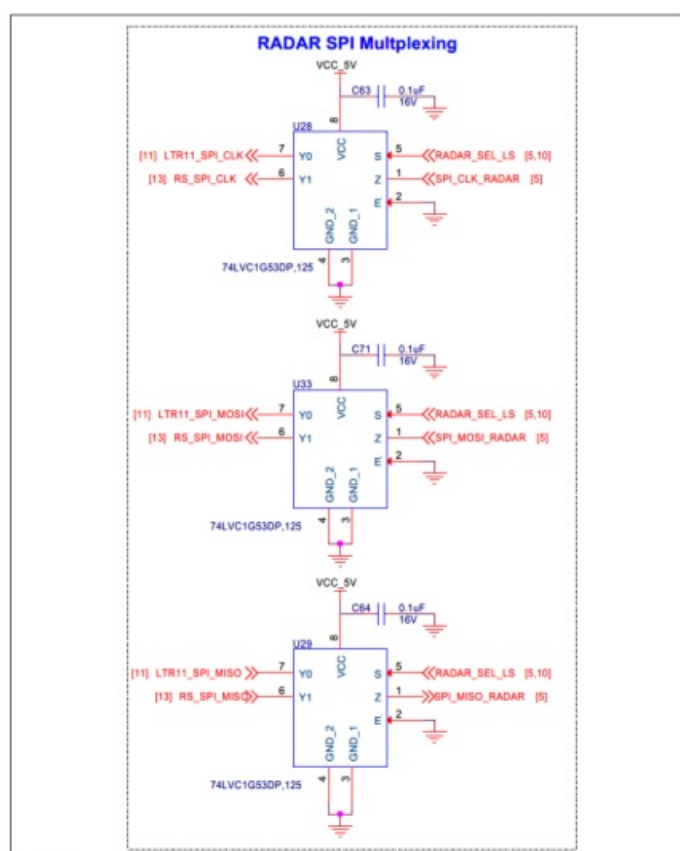 RADAR SPI Multplexing
VCC_5V
C63 0.1uF
16V
U28
8
VCC
[11] LTR11_SPI_CLK 7 Y0 S 5 RADAR_SEL_LS [5,10]
[13] RS_SPI_CLK 6 Y1 Z 1 SPI_CLK_RADAR [5]
E 2
GND_2 GND_1
4 3
74LVC1G53DP,125
VCC_5V
C71 0.1uF
16V
U33
8
VCC
[11] LTR11_SPI_MOSI 7 Y0 S 5 RADAR_SEL_LS [5,10]
[13] RS_SPI_MOSI 6 Y1 Z 1 SPI_MOSI_RADAR [5]
E 2
GND_2 GND_1
4 3
74LVC1G53DP,125
VCC_5V
C64 0.1uF
16V
U29
8
VCC
[11] LTR11_SPI_MISO 7 Y0 S 5 RADAR_SEL_LS [5,10]
[13] RS_SPI_MISO 6 Y1 Z 1 SPI_MISO_RADAR [5]
E 2
GND_2 GND_1
4 3
74LVC1G53DP,125